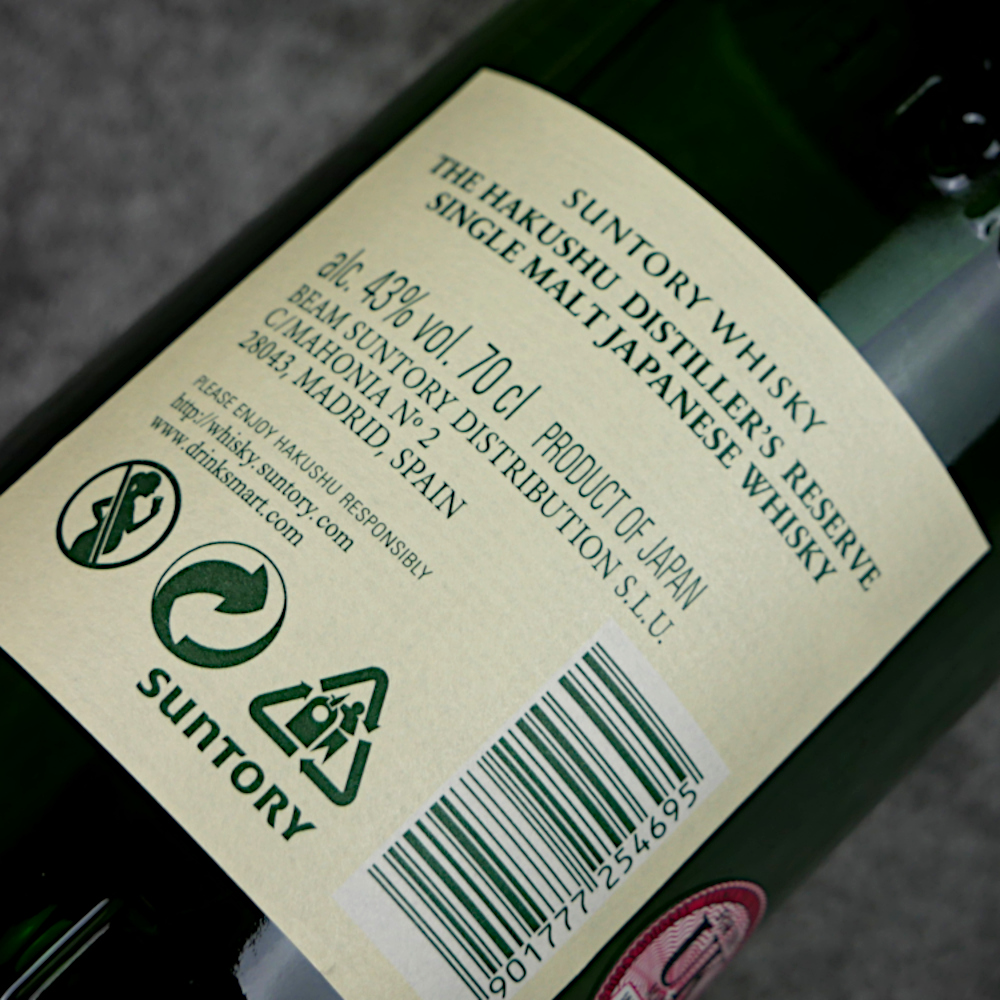 SUNTORY WHISKY
THE HAKUSHU DISTILLER'S RESERVE
SINGLE MALT JAPANESE WHISKY
alc. 43% vol. 70 cl PRODUCT OF JAPAN
BEAM SUNTORY DISTRIBUTION S.L.U.
C/MAHONIA Nº 2
28043, MADRID, SPAIN
PLEASE ENJOY HAKUSHU RESPONSIBLY
http://whisky.suntory.com
www.drinksmart.com
SUNTORY
901777 254695